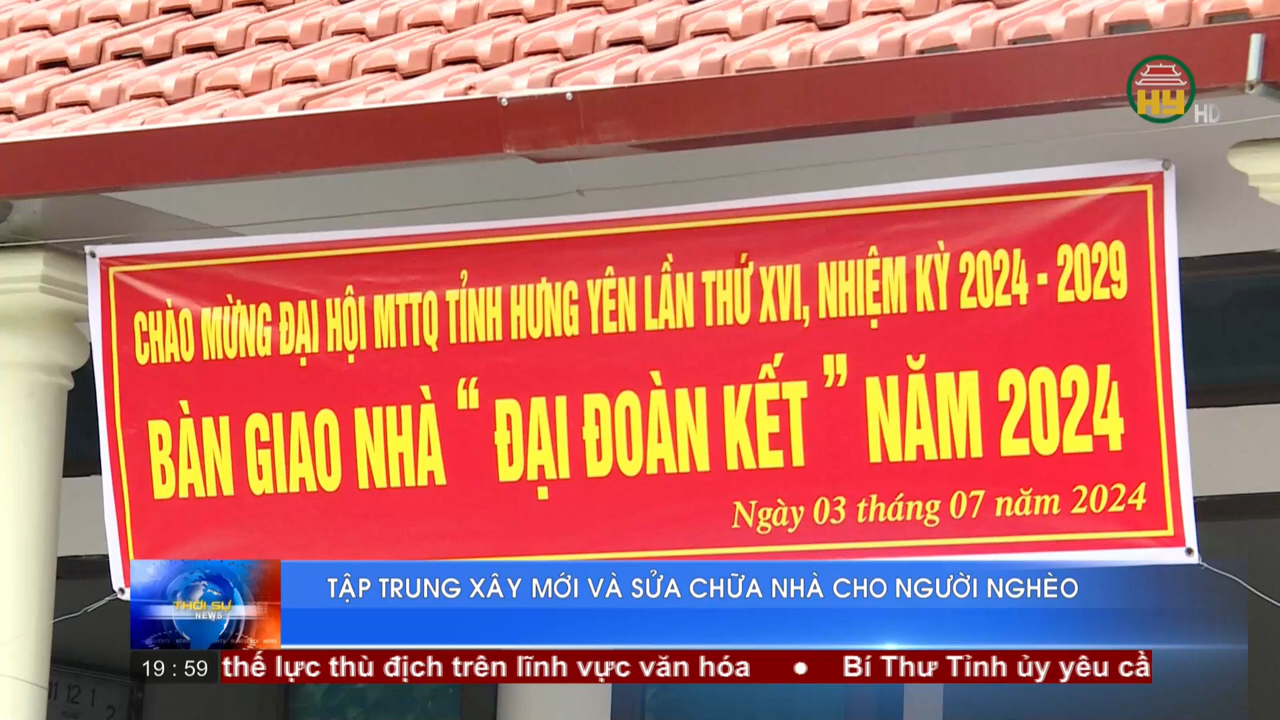 HY HD
CHÀO MỪNG ĐẠI HỘI MTTQ TỈNH HƯNG YÊN LẦN THỨ XVI, NHIỆM KỲ 2024 - 2029
BÀN GIAO NHÀ “ ĐẠI ĐOÀN KẾT ” NĂM 2024
Ngày 03 tháng 07 năm 2024
THỜI SỰ
NEWS
TẬP TRUNG XÂY MỚI VÀ SỬA CHỮA NHÀ CHO NGƯỜI NGHÈO
19 : 59 thế lực thù địch trên lĩnh vực văn hóa • Bí Thư Tỉnh ủy yêu cầ
11 12 1